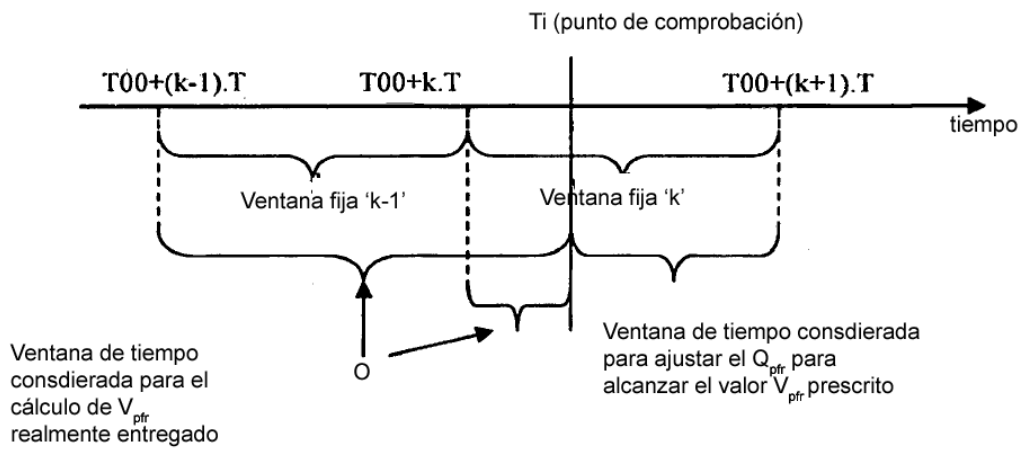 Ti (punto de comprobación)
T00+(k-1).T
T00+k.T
T00+(k+1).T
tiempo
Ventana fija ‘k-1’
Ventana fija ‘k’
O
Ventana de tiempo
consdierada para el
cálculo de Vpfr
realmente entregado
Ventana de tiempo consdierada
para ajustar el Qpfr para
alcanzar el valor Vpfr prescrito